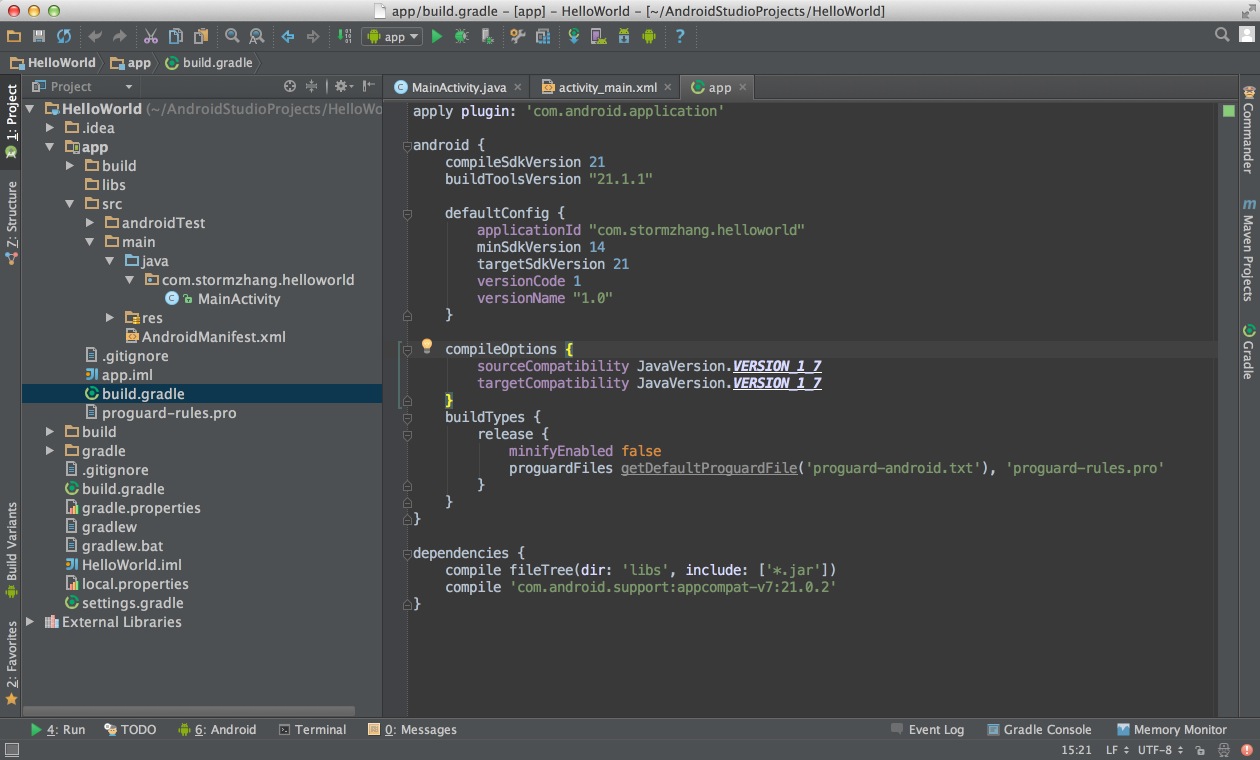 app/build.gradle – [app] – HelloWorld – [~/AndroidStudioProjects/HelloWorld]
app
?
HelloWorld app build.gradle
1: Project
Z: Structure
Build Variants
2: Favorites
Project
HelloWorld (~/AndroidStudioProjects/HelloWo
.idea
app
build
libs
src
androidTest
main
java
com.stormzhang.helloworld
MainActivity
res
AndroidManifest.xml
.gitignore
app.iml
build.gradle
proguard-rules.pro
build
gradle
.gitignore
build.gradle
gradle.properties
gradlew
gradlew.bat
HelloWorld.iml
local.properties
settings.gradle
External Libraries
MainActivity.java activity_main.xml app
apply plugin: 'com.android.application'
android {
compileSdkVersion 21
buildToolsVersion "21.1.1"
defaultConfig {
applicationId "com.stormzhang.helloworld"
minSdkVersion 14
targetSdkVersion 21
versionCode 1
versionName "1.0"
}
compileOptions {
sourceCompatibility JavaVersion.VERSION_1_7
targetCompatibility JavaVersion.VERSION_1_7
}
buildTypes {
release {
minifyEnabled false
proguardFiles getDefaultProguardFile('proguard-android.txt'), 'proguard-rules.pro'
}
}
}
dependencies {
compile fileTree(dir: 'libs', include: ['*.jar'])
compile 'com.android.support:appcompat-v7:21.0.2'
}
Commander
m Maven Projects
Gradle
4: Run TODO 6: Android Terminal 0: Messages Event Log Gradle Console Memory Monitor
15:21 LF UTF-8